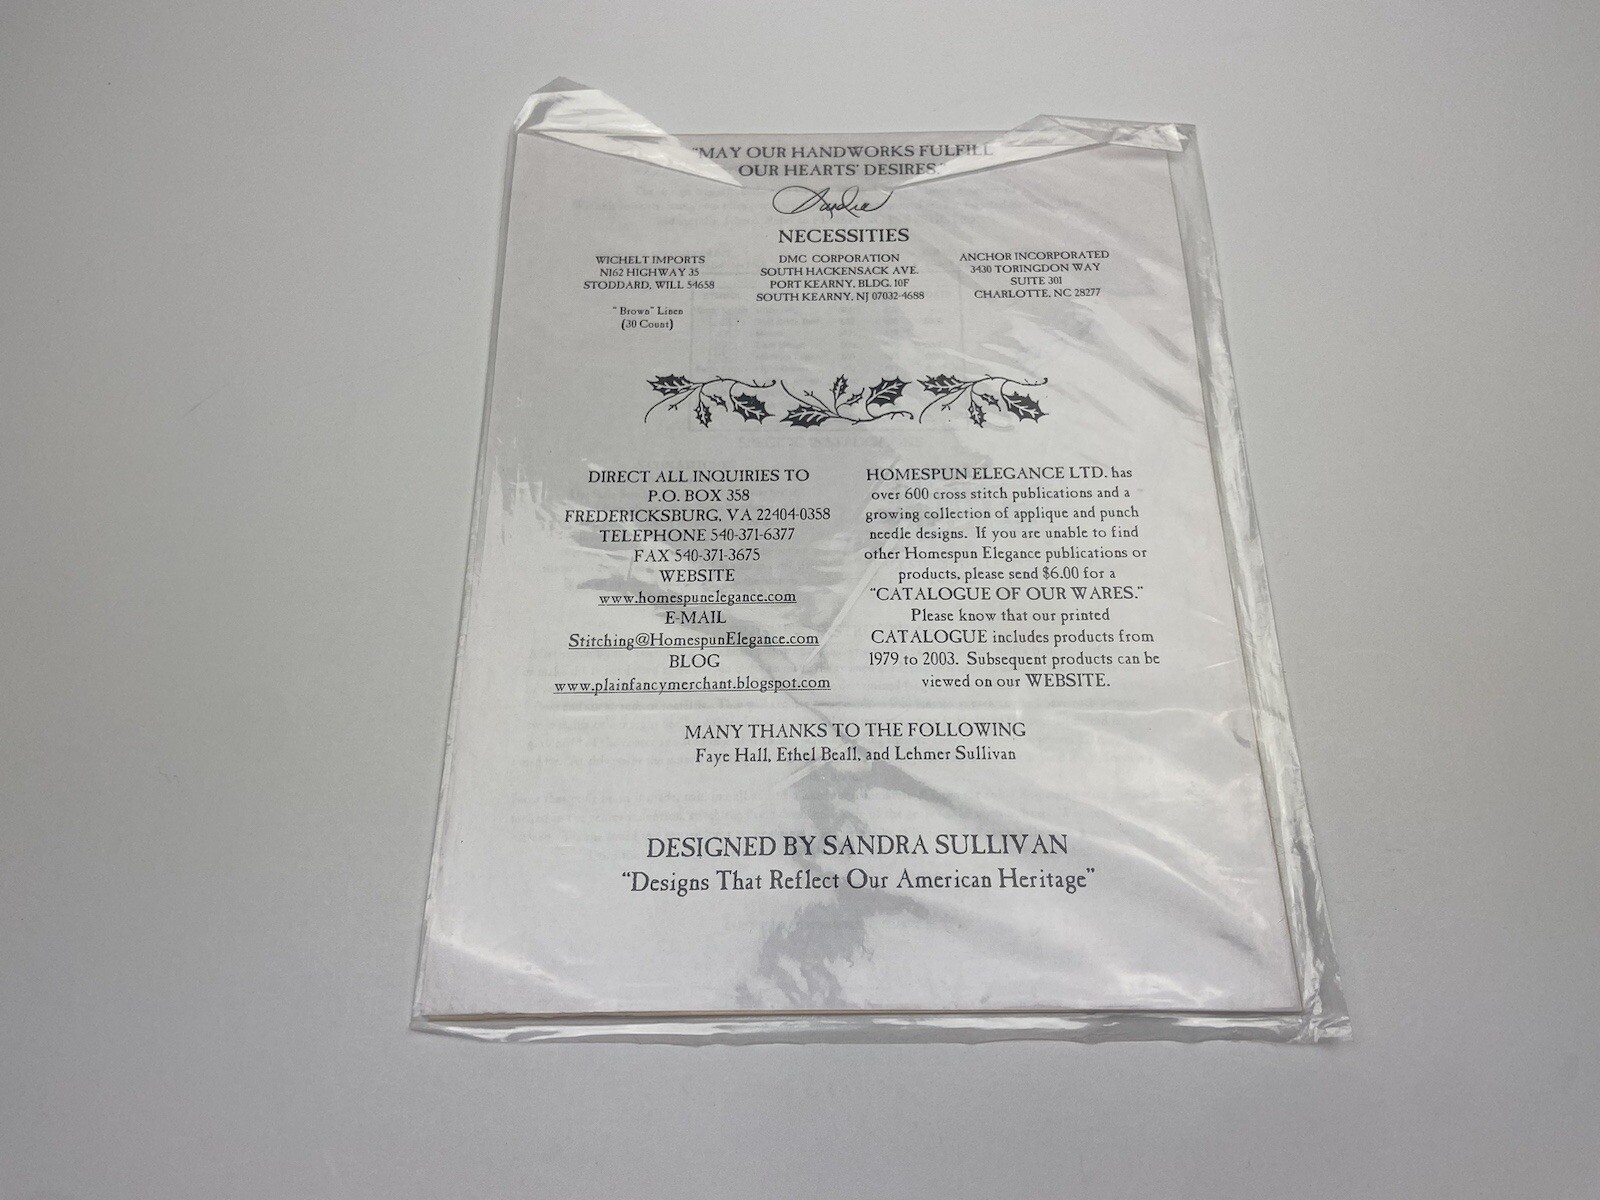 "MAY OUR HANDWORKS FULFILL
OUR HEARTS' DESIRES."
Sandra
NECESSITIES
WICHELT IMPORTS
N162 HIGHWAY 35
STODDARD, WILL 54658
"Brown" Linen
(30 Count)
DMC CORPORATION
SOUTH HACKENSACK AVE.
PORT KEARNY, BLDG. 10F
SOUTH KEARNY, NJ 07032-4688
ANCHOR INCORPORATED
3430 TORINGDON WAY
SUITE 301
CHARLOTTE, NC 28277
DIRECT ALL INQUIRIES TO
P.O. BOX 358
FREDERICKSBURG, VA 22404-0358
TELEPHONE 540-371-6377
FAX 540-371-3675
WEBSITE
www.homespunelegance.com
E-MAIL
Stitching@HomespunElegance.com
BLOG
www.plainfancymerchant.blogspot.com
HOMESPUN ELEGANCE LTD. has
over 600 cross stitch publications and a
growing collection of applique and punch
needle designs. If you are unable to find
other Homespun Elegance publications or
products, please send $6.00 for a
"CATALOGUE OF OUR WARES."
Please know that our printed
CATALOGUE includes products from
1979 to 2003. Subsequent products can be
viewed on our WEBSITE.
MANY THANKS TO THE FOLLOWING
Faye Hall, Ethel Beall, and Lehmer Sullivan
DESIGNED BY SANDRA SULLIVAN
"Designs That Reflect Our American Heritage"